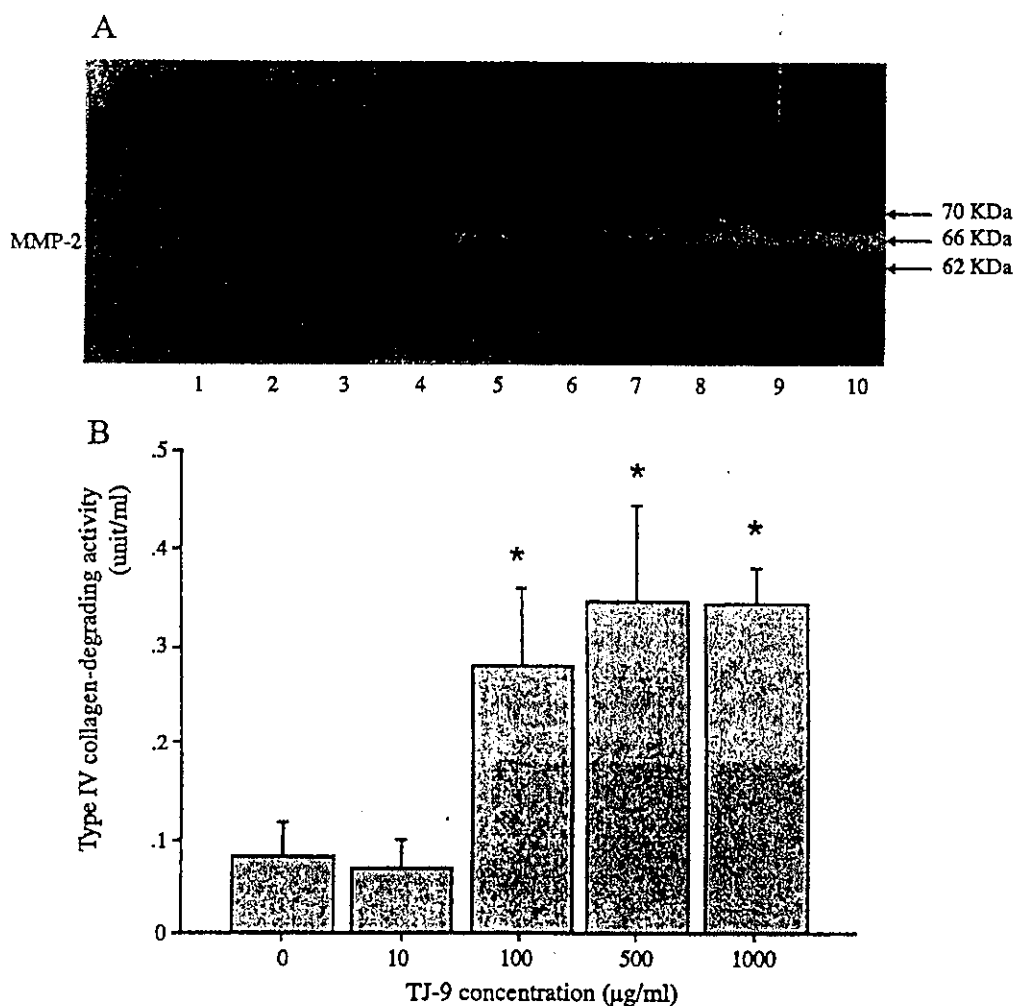 A
MMP-2
70 KDa
66 KDa
62 KDa
1 2 3 4 5 6 7 8 9 10
B
Type IV collagen-degrading activity
(unit/ml)
.5
.4
.3
.2
.1
0
*
*
*
0 10 100 500 1000
TJ-9 concentration (µg/ml)